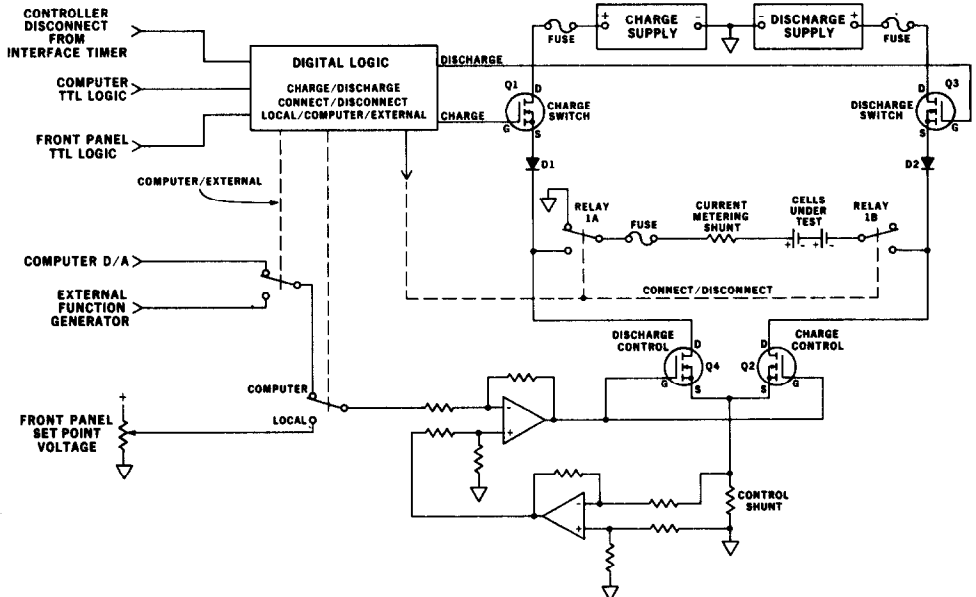 CONTROLLER
DISCONNECT
FROM
INTERFACE TIMER
COMPUTER
TTL LOGIC
FRONT PANEL
TTL LOGIC
DIGITAL LOGIC
CHARGE/DISCHARGE
CONNECT/DISCONNECT
LOCAL/COMPUTER/EXTERNAL
DISCHARGE
CHARGE
FUSE
+
CHARGE
SUPPLY
-
-
DISCHARGE
SUPPLY
+
FUSE
Q1
D
G
S
CHARGE
SWITCH
D
Q3
G
S
DISCHARGE
SWITCH
D1
D2
COMPUTER/EXTERNAL
RELAY
1A
FUSE
CURRENT
METERING
SHUNT
CELLS
UNDER
TEST
+ - + -
RELAY
1B
CONNECT/DISCONNECT
COMPUTER D/A
EXTERNAL
FUNCTION
GENERATOR
DISCHARGE
CONTROL
D
Q4
G
S
CHARGE
CONTROL
D
Q2
S
G
COMPUTER
LOCAL
+
FRONT PANEL
SET POINT
VOLTAGE
-
+
-
+
CONTROL
SHUNT